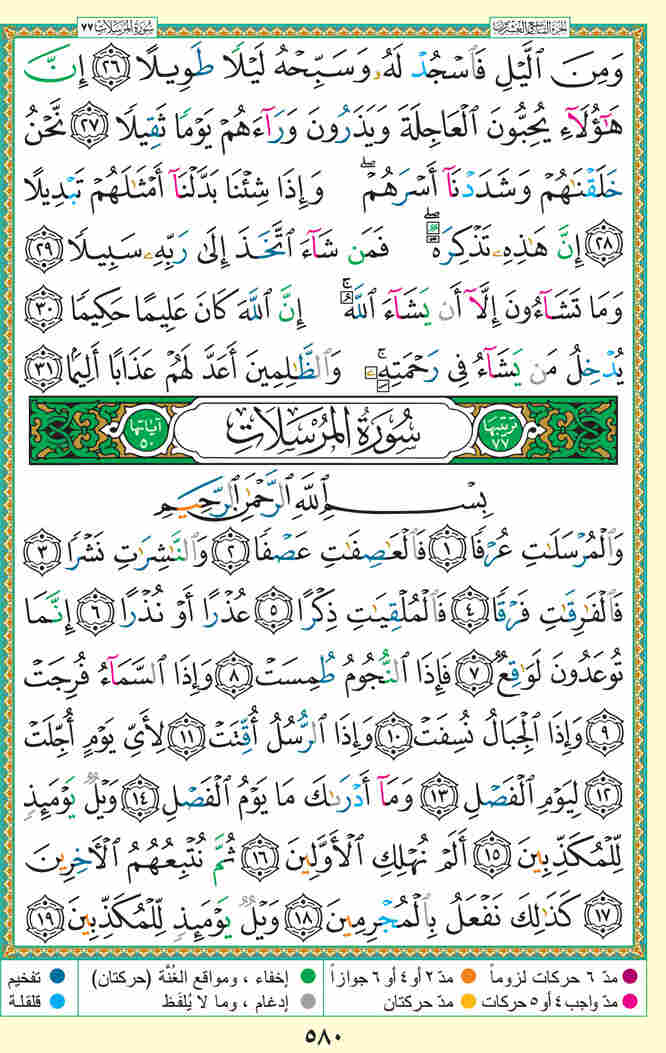 الجزء التاسع والعشرون
سُورَةُ المُرْسَلَات ٧٧
وَمِنَ ٱلَّيْلِ فَٱسْجُدْ لَهُۥ وَسَبِّحْهُ لَيْلًا طَوِيلًا ٢٦ إِنَّ
هَٰٓؤُلَآءِ يُحِبُّونَ ٱلْعَاجِلَةَ وَيَذَرُونَ وَرَآءَهُمْ يَوْمًا ثَقِيلًا ٢٧ نَّحْنُ
خَلَقْنَٰهُمْ وَشَدَدْنَآ أَسْرَهُمْ ۖ وَإِذَا شِئْنَا بَدَّلْنَآ أَمْثَٰلَهُمْ تَبْدِيلًا
٢٨ إِنَّ هَٰذِهِۦ تَذْكِرَةٌ ۖ فَمَن شَآءَ ٱتَّخَذَ إِلَىٰ رَبِّهِۦ سَبِيلًا ٢٩
وَمَا تَشَآءُونَ إِلَّآ أَن يَشَآءَ ٱللَّهُ ۚ إِنَّ ٱللَّهَ كَانَ عَلِيمًا حَكِيمًا ٣٠
يُدْخِلُ مَن يَشَآءُ فِى رَحْمَتِهِۦ ۚ وَٱلظَّٰلِمِينَ أَعَدَّ لَهُمْ عَذَابًا أَلِيمًۢا ٣١
ترتيبها ٧٧
سُورَةُ المُرْسَلَاتِ
آياتها ٥٠
بِسْمِ ٱللَّهِ ٱلرَّحْمَٰنِ ٱلرَّحِيمِ
وَٱلْمُرْسَلَٰتِ عُرْفًا ١ فَٱلْعَٰصِفَٰتِ عَصْفًا ٢ وَٱلنَّٰشِرَٰتِ نَشْرًا ٣
فَٱلْفَٰرِقَٰتِ فَرْقًا ٤ فَٱلْمُلْقِيَٰتِ ذِكْرًا ٥ عُذْرًا أَوْ نُذْرًا ٦ إِنَّمَا
تُوعَدُونَ لَوَٰقِعٌ ٧ فَإِذَا ٱلنُّجُومُ طُمِسَتْ ٨ وَإِذَا ٱلسَّمَآءُ فُرِجَتْ
٩ وَإِذَا ٱلْجِبَالُ نُسِفَتْ ١٠ وَإِذَا ٱلرُّسُلُ أُقِّتَتْ ١١ لِأَىِّ يَوْمٍ أُجِّلَتْ
١٢ لِيَوْمِ ٱلْفَصْلِ ١٣ وَمَآ أَدْرَىٰكَ مَا يَوْمُ ٱلْفَصْلِ ١٤ وَيْلٌ يَوْمَئِذٍ
لِّلْمُكَذِّبِينَ ١٥ أَلَمْ نُهْلِكِ ٱلْأَوَّلِينَ ١٦ ثُمَّ نُتْبِعُهُمُ ٱلْءَاخِرِينَ
١٧ كَذَٰلِكَ نَفْعَلُ بِٱلْمُجْرِمِينَ ١٨ وَيْلٌ يَوْمَئِذٍ لِّلْمُكَذِّبِينَ ١٩
مدّ ٦ حركات لزوماً مدّ ٢ أو ٤ أو ٦ جوازاً إخفاء ، ومواقع الغُنَّة (حركتان) تفخيم
مدّ واجب ٤ أو ٥ حركات مدّ حركتان إدغام ، وما لا يُلفَظ قلقلة
٥٨٠